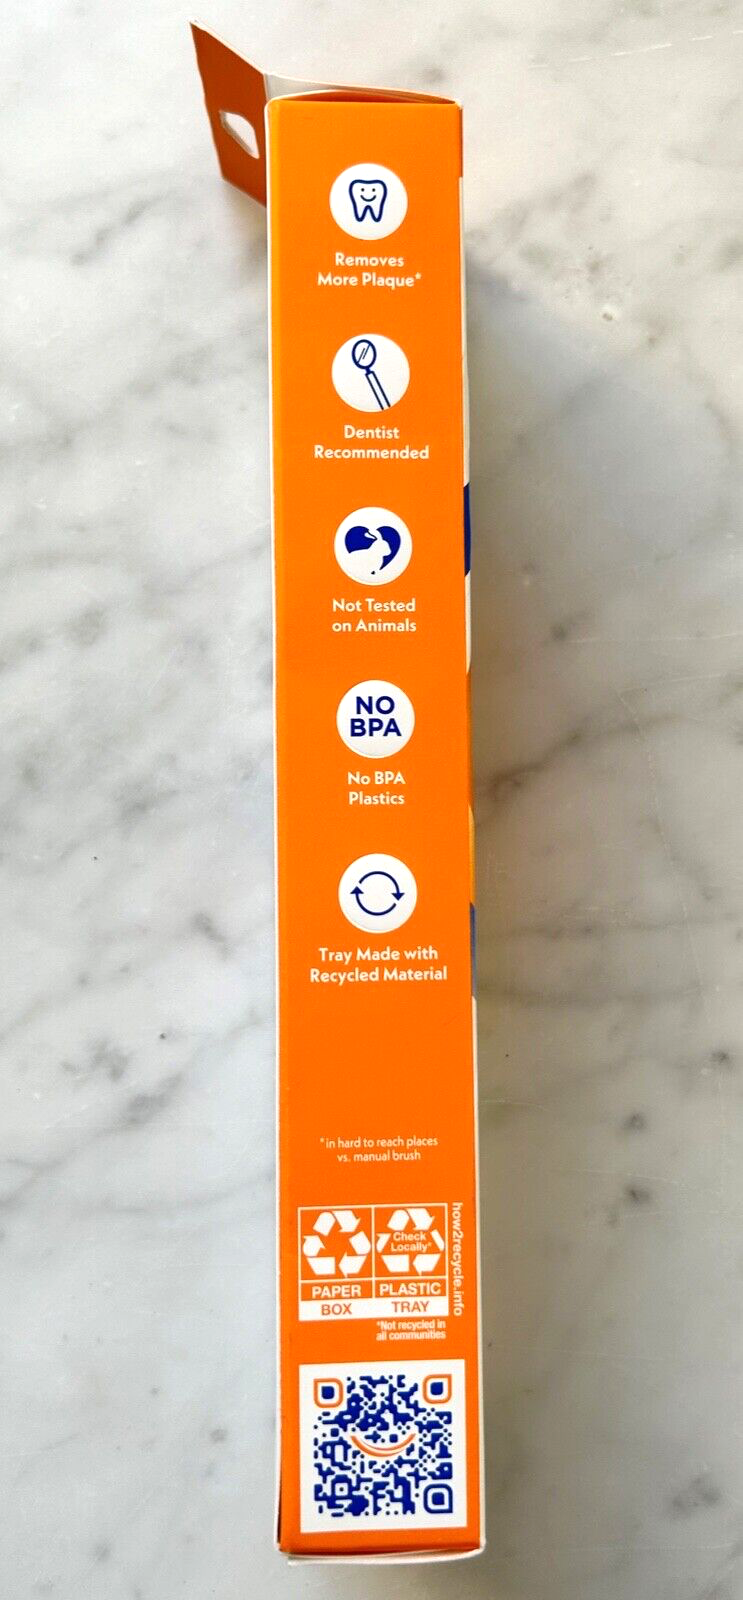 Removes
More Plaque*
Dentist
Recommended
Not Tested
on Animals
NO
BPA
No BPA
Plastics
Tray Made with
Recycled Material
*in hard to reach places
vs. manual brush
Check
Locally*
PAPER
BOX
PLASTIC
TRAY
how2recycle.info
*Not recycled in
all communities